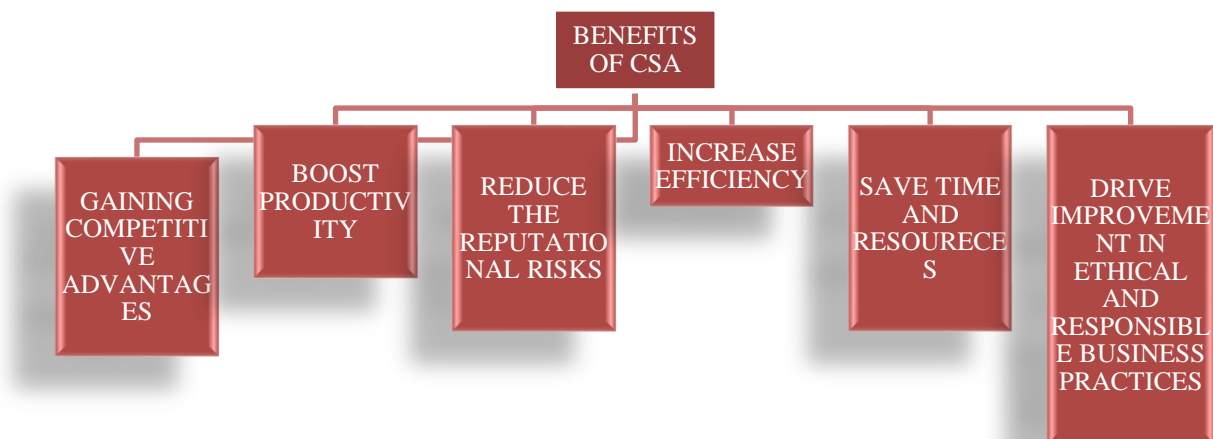 BENEFITS
OF CSA
GAINING
COMPETITI
VE
ADVANTAG
ES
BOOST
PRODUCTIV
ITY
REDUCE
THE
REPUTATIO
NAL RISKS
INCREASE
EFFICIENCY
SAVE TIME
AND
RESOURECE
S
DRIVE
IMPROVEME
NT IN
ETHICAL
AND
RESPONSIBL
E BUSINESS
PRACTICES